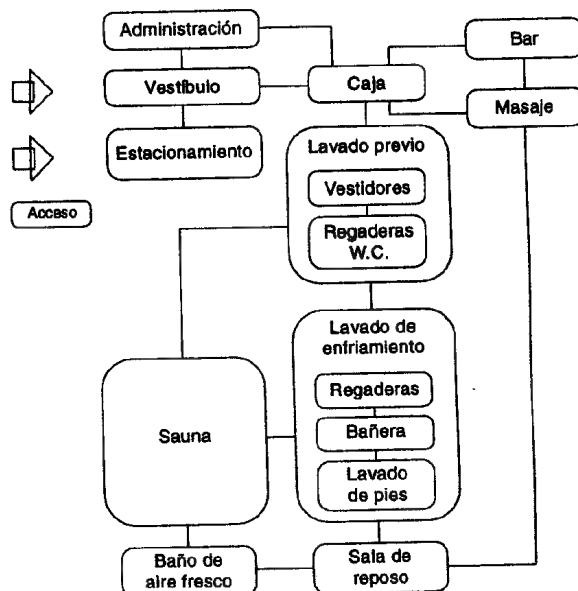 Administración
Bar
Vestíbulo
Caja
Masaje
Estacionamiento
Lavado previo
Vestidores
Acceso
Regaderas
W.C.
Lavado de
enfriamiento
Regaderas
Sauna
Bañera
Lavado
de pies
Baño de
aire fresco
Sala de
reposo